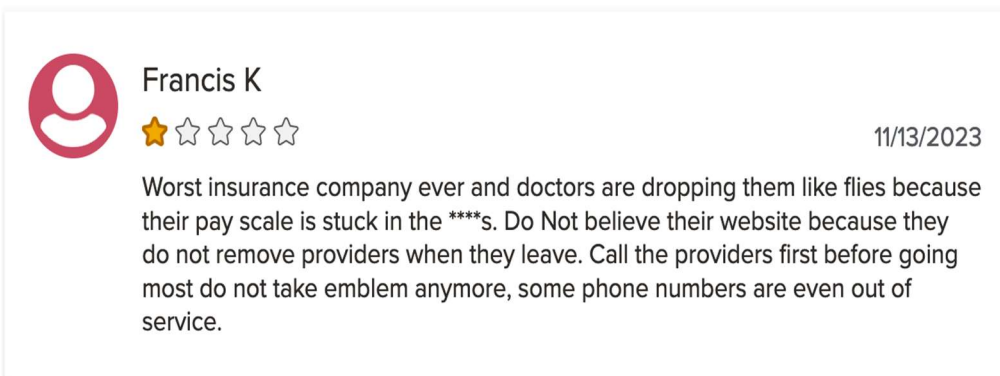 Francis K
11/13/2023
Worst insurance company ever and doctors are dropping them like flies because
their pay scale is stuck in the ****s. Do Not believe their website because they
do not remove providers when they leave. Call the providers first before going
most do not take emblem anymore, some phone numbers are even out of
service.